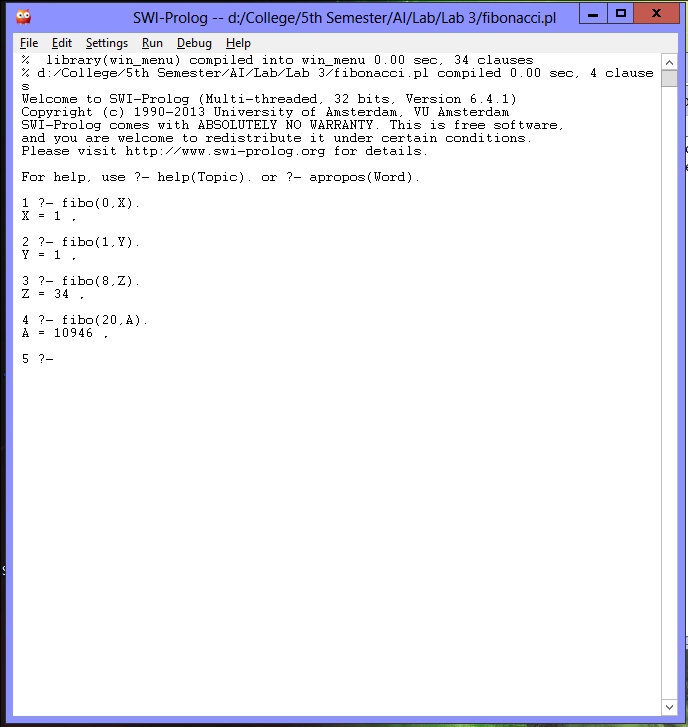 SWI-Prolog -- d:/College/5th Semester/AI/Lab/Lab 3/fibonacci.pl
File Edit Settings Run Debug Help
%  library(win_menu) compiled into win_menu 0.00 sec, 34 clauses
% d:/College/5th Semester/AI/Lab/Lab 3/fibonacci.pl compiled 0.00 sec, 4 clause
s
Welcome to SWI-Prolog (Multi-threaded, 32 bits, Version 6.4.1)
Copyright (c) 1990-2013 University of Amsterdam, VU Amsterdam
SWI-Prolog comes with ABSOLUTELY NO WARRANTY. This is free software,
and you are welcome to redistribute it under certain conditions.
Please visit http://www.swi-prolog.org for details.
For help, use ?- help(Topic). or ?- apropos(Word).
1 ?- fibo(0,X).
X = 1 .
2 ?- fibo(1,Y).
Y = 1 .
3 ?- fibo(8,Z).
Z = 34 .
4 ?- fibo(20,A).
A = 10946 .
5 ?-